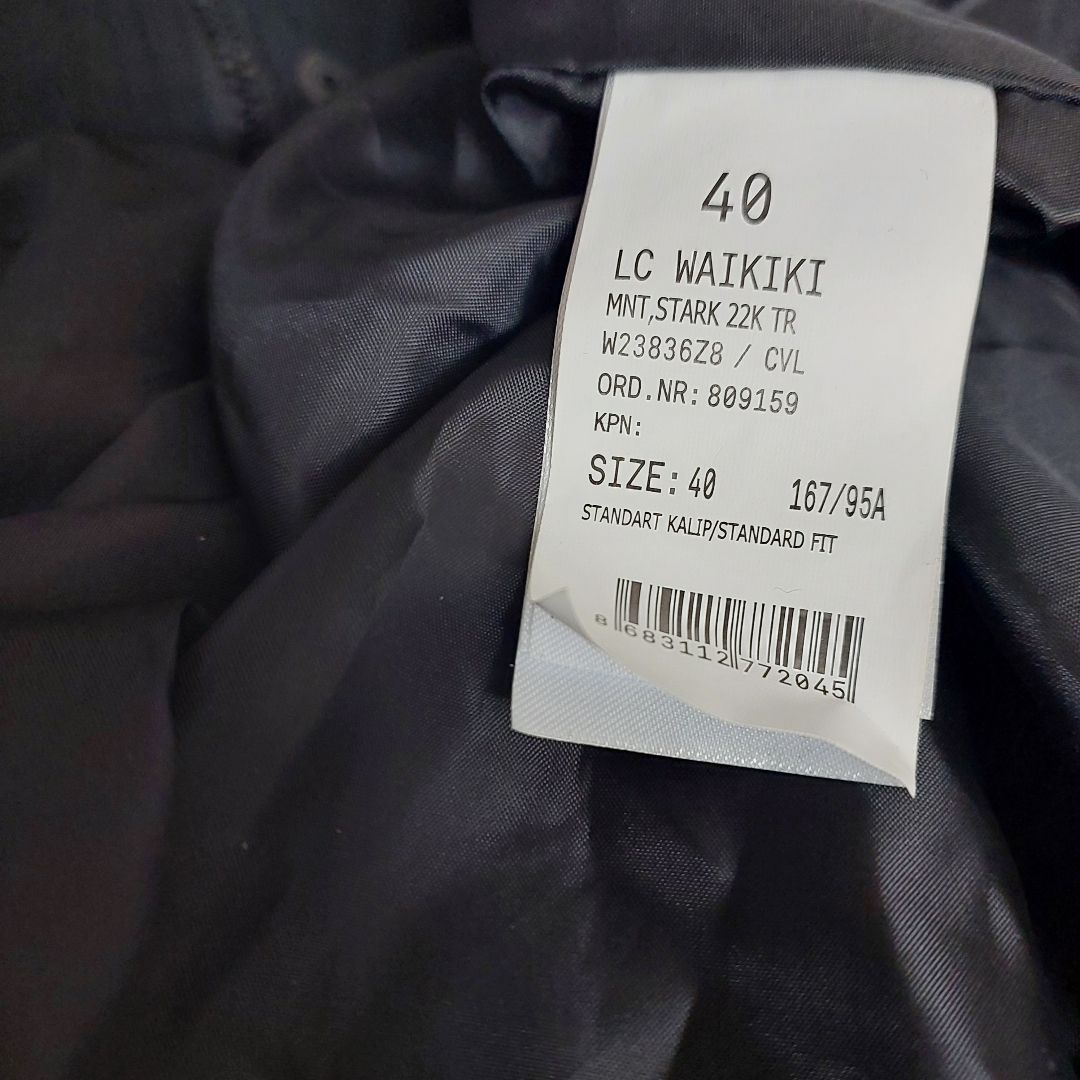 40
LC WAIKIKI
MNT,STARK 22K TR
W23836Z8 / CVL
ORD.NR: 809159
KPN:
SIZE: 40 167/95A
STANDART KALIP/STANDARD FIT
8 683112 772045